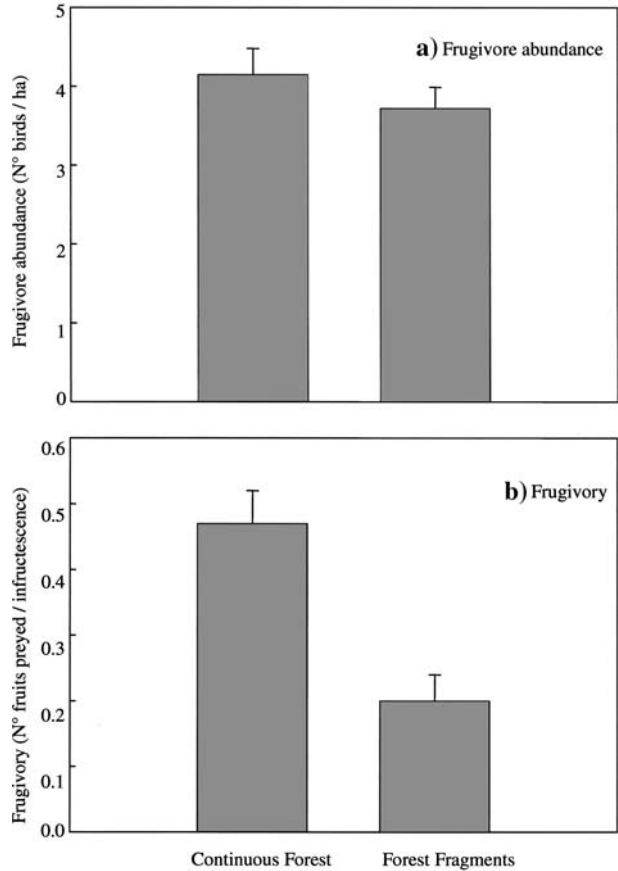 5
a) Frugivore abundance
4
3
2
1
0
Frugivore abundance (N° birds / ha)
0.6
b) Frugivory
0.5
0.4
0.3
0.2
0.1
0.0
Frugivory (N° fruits preyed / infructescence)
Continuous Forest
Forest Fragments